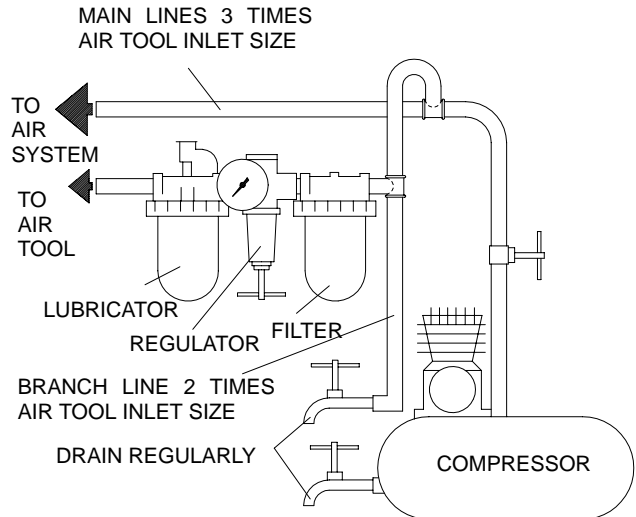 MAIN LINES 3 TIMES
AIR TOOL INLET SIZE
TO
AIR
SYSTEM
TO
AIR
TOOL
LUBRICATOR
REGULATOR
FILTER
BRANCH LINE 2 TIMES
AIR TOOL INLET SIZE
DRAIN REGULARLY
COMPRESSOR